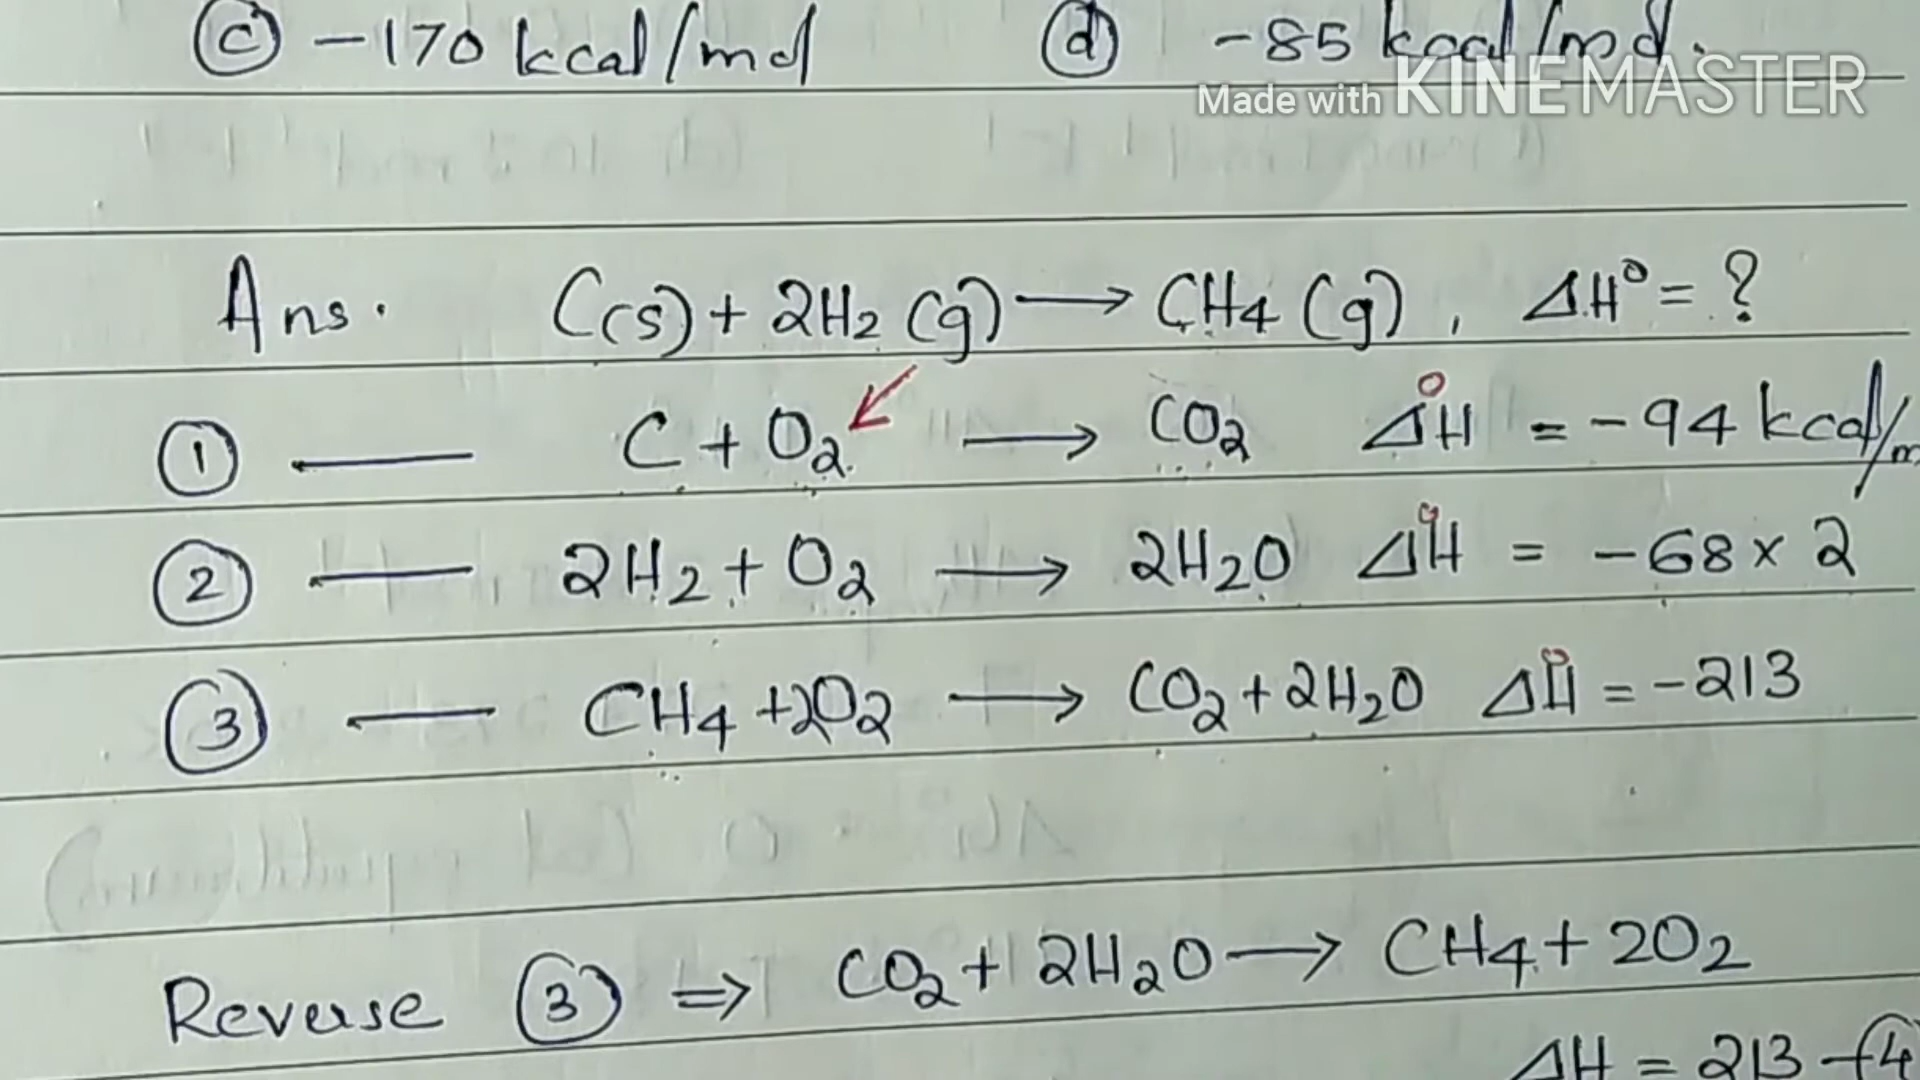 (c) -170 kcal/mol (d) -85 kcal/mol.
Made with KINEMASTER
Ans. C(s) + 2H2 (g) → CH4 (g), ΔH° = ?
① — C + O2 → CO2 ΔH° = -94 kcal/m
② — 2H2 + O2 → 2H2O ΔH° = -68 × 2
③ — CH4 + 2O2 → CO2 + 2H2O ΔH° = -213
Reverse ③ ⇒ CO2 + 2H2O → CH4 + 2O2
ΔH = 213 - (4